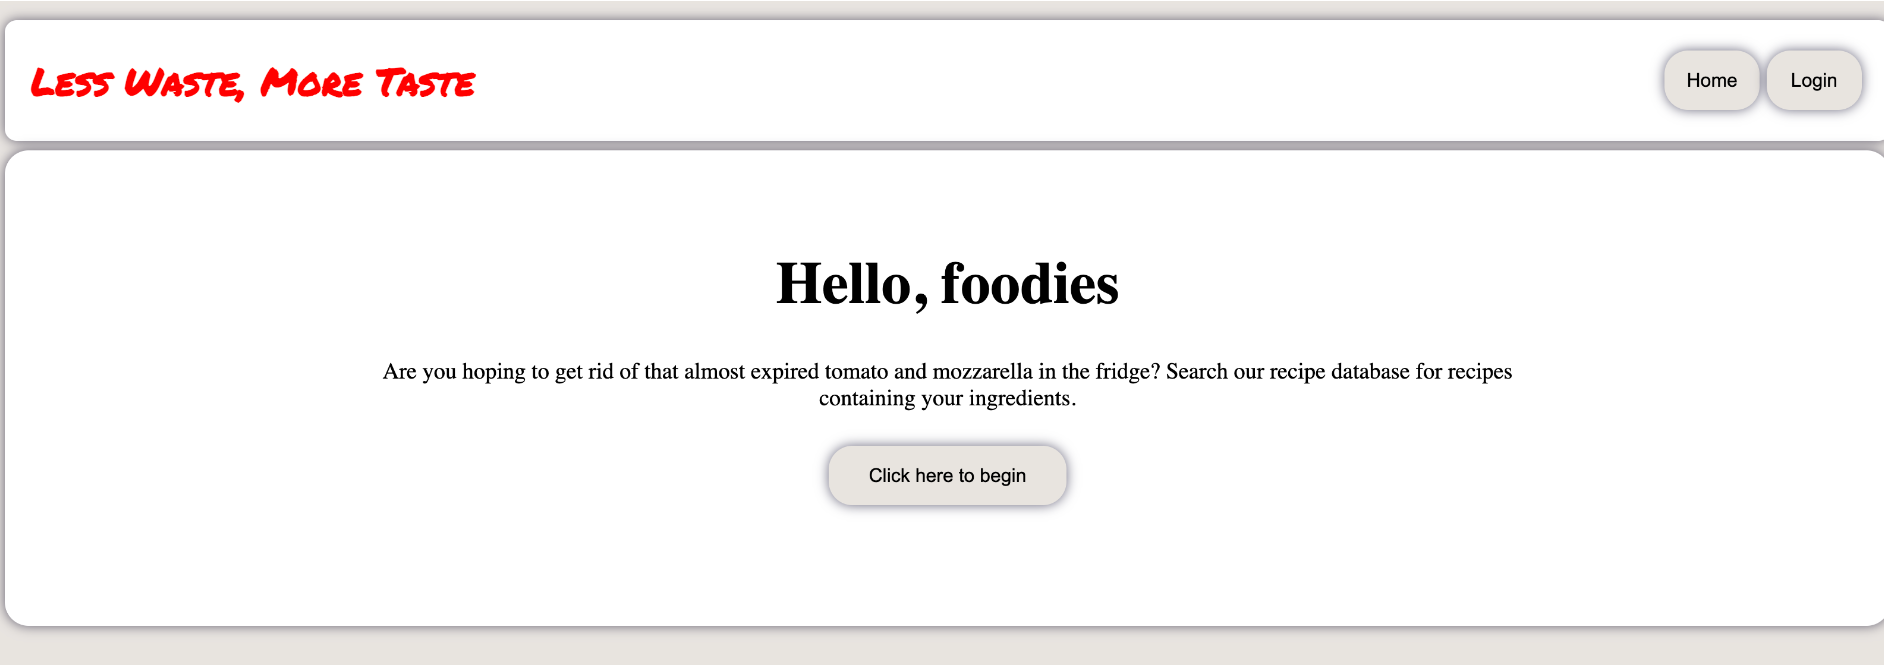 Less Waste, More Taste
Home
Login
Hello, foodies
Are you hoping to get rid of that almost expired tomato and mozzarella in the fridge? Search our recipe database for recipes
containing your ingredients.
Click here to begin